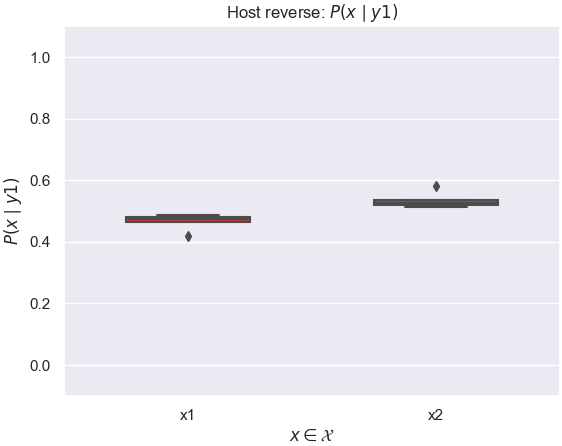 Host reverse: P(x | y1)
P(x | y1)
1.0
0.8
0.6
0.4
0.2
0.0
x1 x2
x ∈ 𝒳